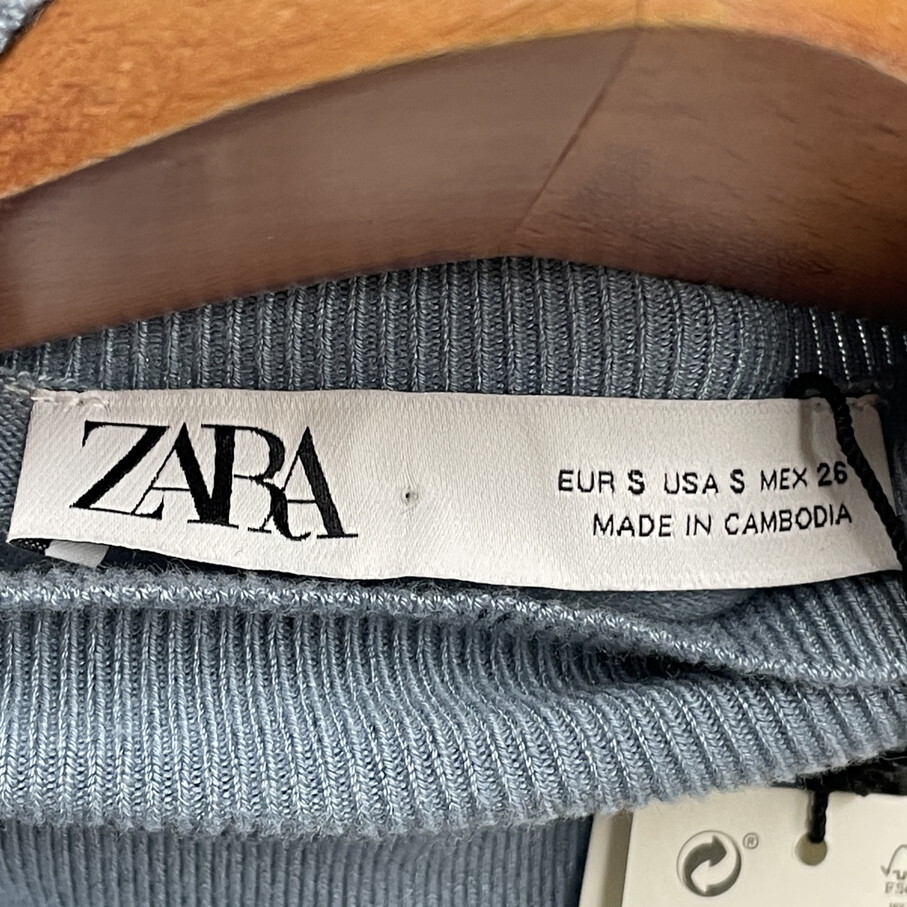 ZARA
EUR S USA S MEX 26
MADE IN CAMBODIA
®